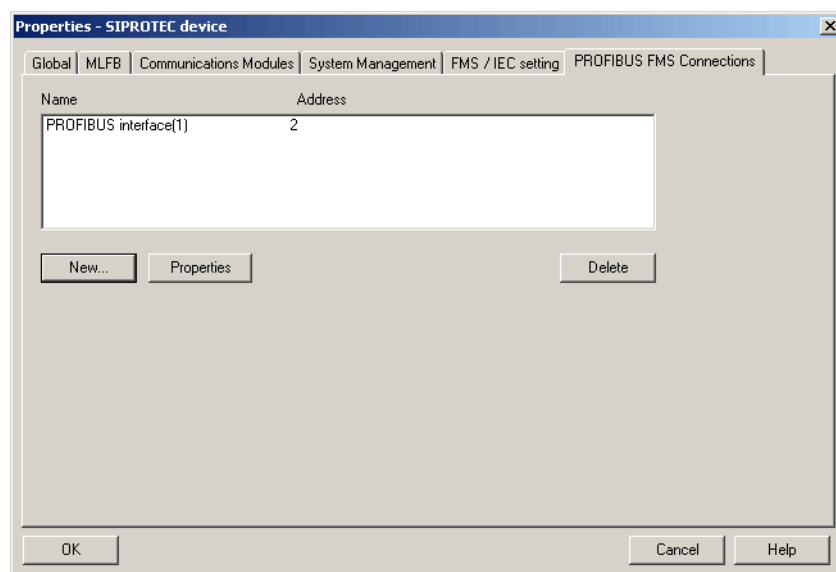 Properties - SIPROTEC device
Global MLFB Communications Modules System Management FMS / IEC setting PROFIBUS FMS Connections
Name Address
PROFIBUS interface(1) 2
New... Properties Delete
OK Cancel Help